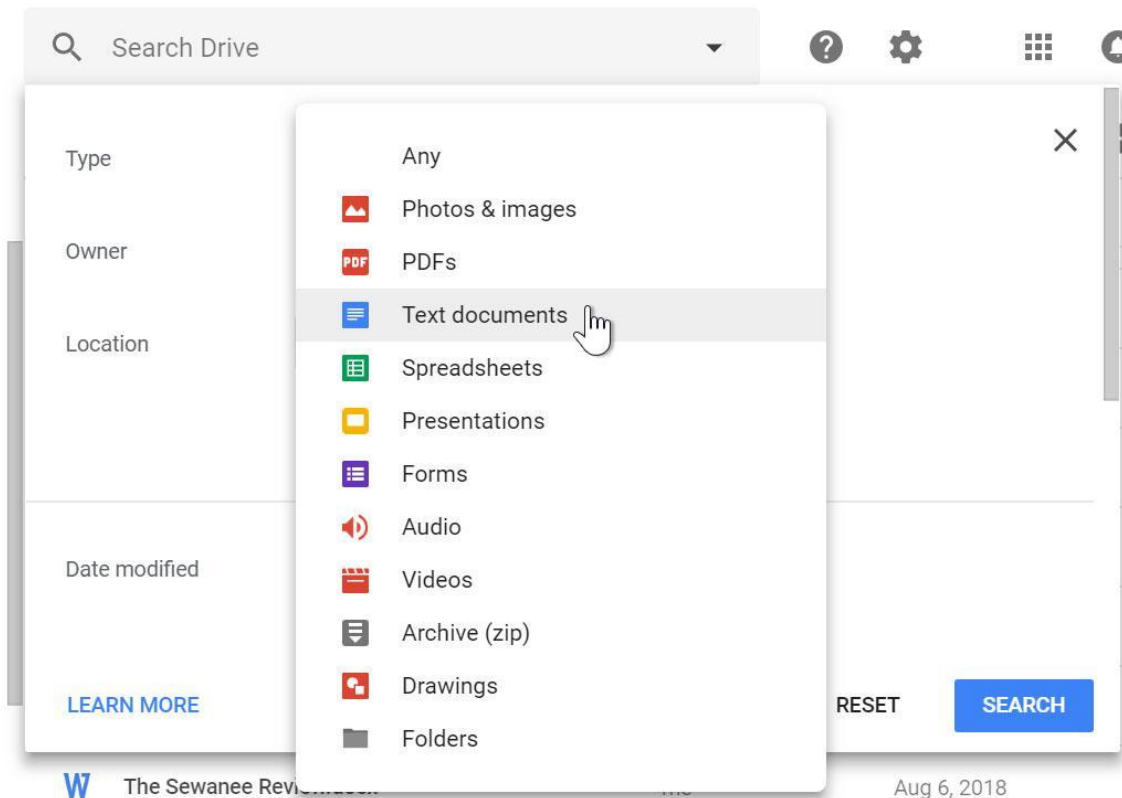 Search Drive
Type
Any
Photos & images
PDF
PDFs
Owner
Text documents
Location
Spreadsheets
Presentations
Forms
Audio
Date modified
Videos
Archive (zip)
Drawings
LEARN MORE
RESET
SEARCH
Folders
The Sewanee Aug 6, 2018